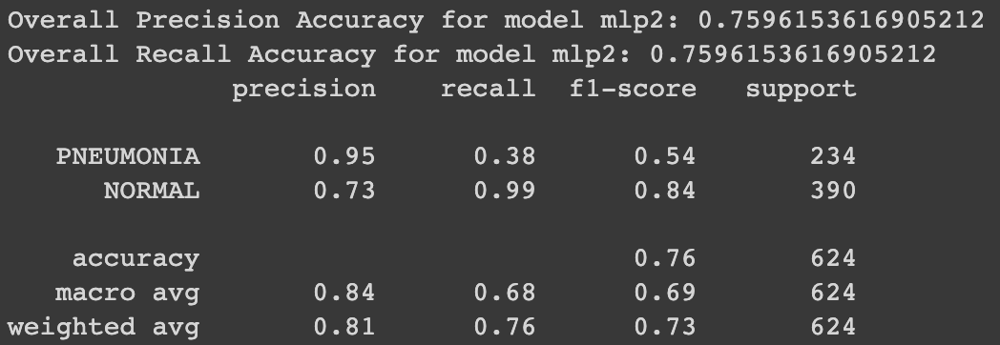 Overall Precision Accuracy for model mlp2: 0.7596153616905212
Overall Recall Accuracy for model mlp2: 0.7596153616905212
precision recall f1-score support
PNEUMONIA 0.95 0.38 0.54 234
NORMAL 0.73 0.99 0.84 390
accuracy 0.76 624
macro avg 0.84 0.68 0.69 624
weighted avg 0.81 0.76 0.73 624